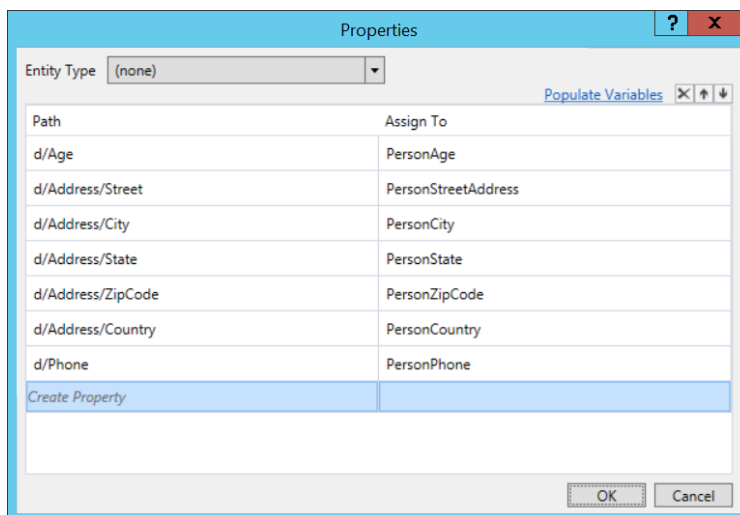 Properties
?
X
Entity Type (none)
Populate Variables
Path Assign To
d/Age PersonAge
d/Address/Street PersonStreetAddress
d/Address/City PersonCity
d/Address/State PersonState
d/Address/ZipCode PersonZipCode
d/Address/Country PersonCountry
d/Phone PersonPhone
Create Property
OK Cancel